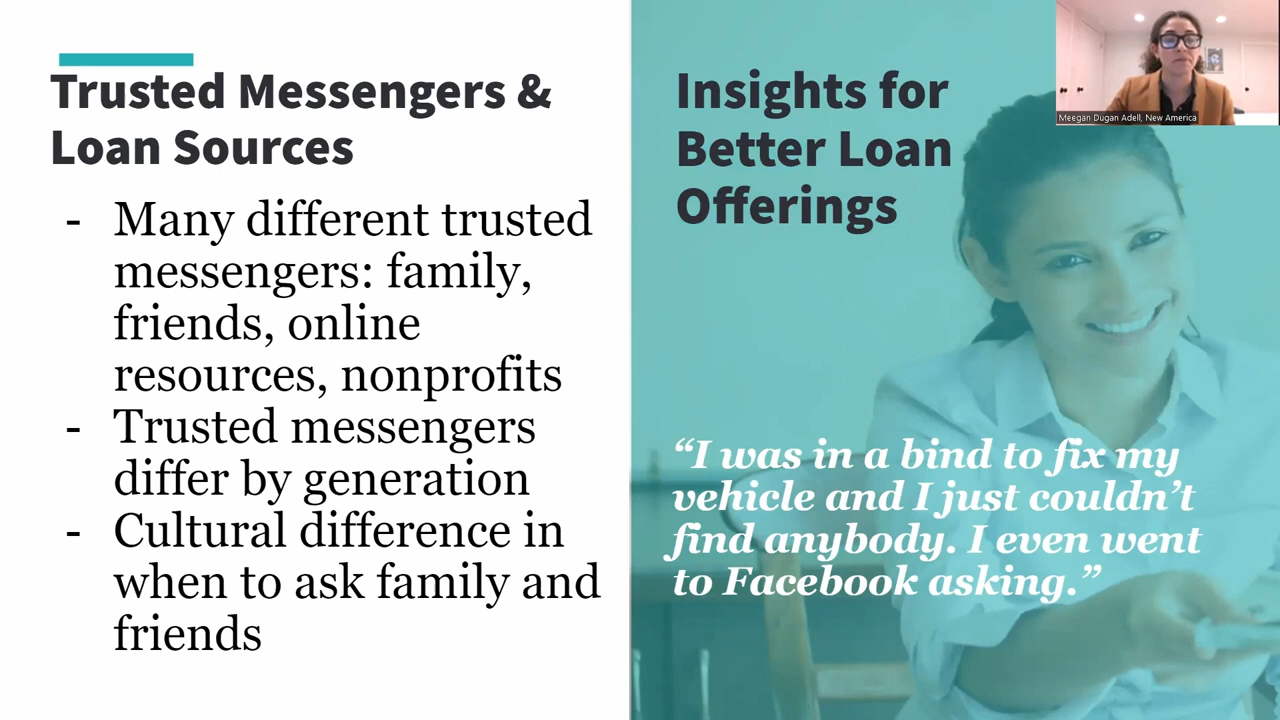 Trusted Messengers &
Loan Sources
- Many different trusted
messengers: family,
friends, online
resources, nonprofits
- Trusted messengers
differ by generation
- Cultural difference in
when to ask family and
friends
Insights for
Better Loan
Offerings
“I was in a bind to fix my
vehicle and I just couldn’t
find anybody. I even went
to Facebook asking.”
Meegan Dugan Adell, New America